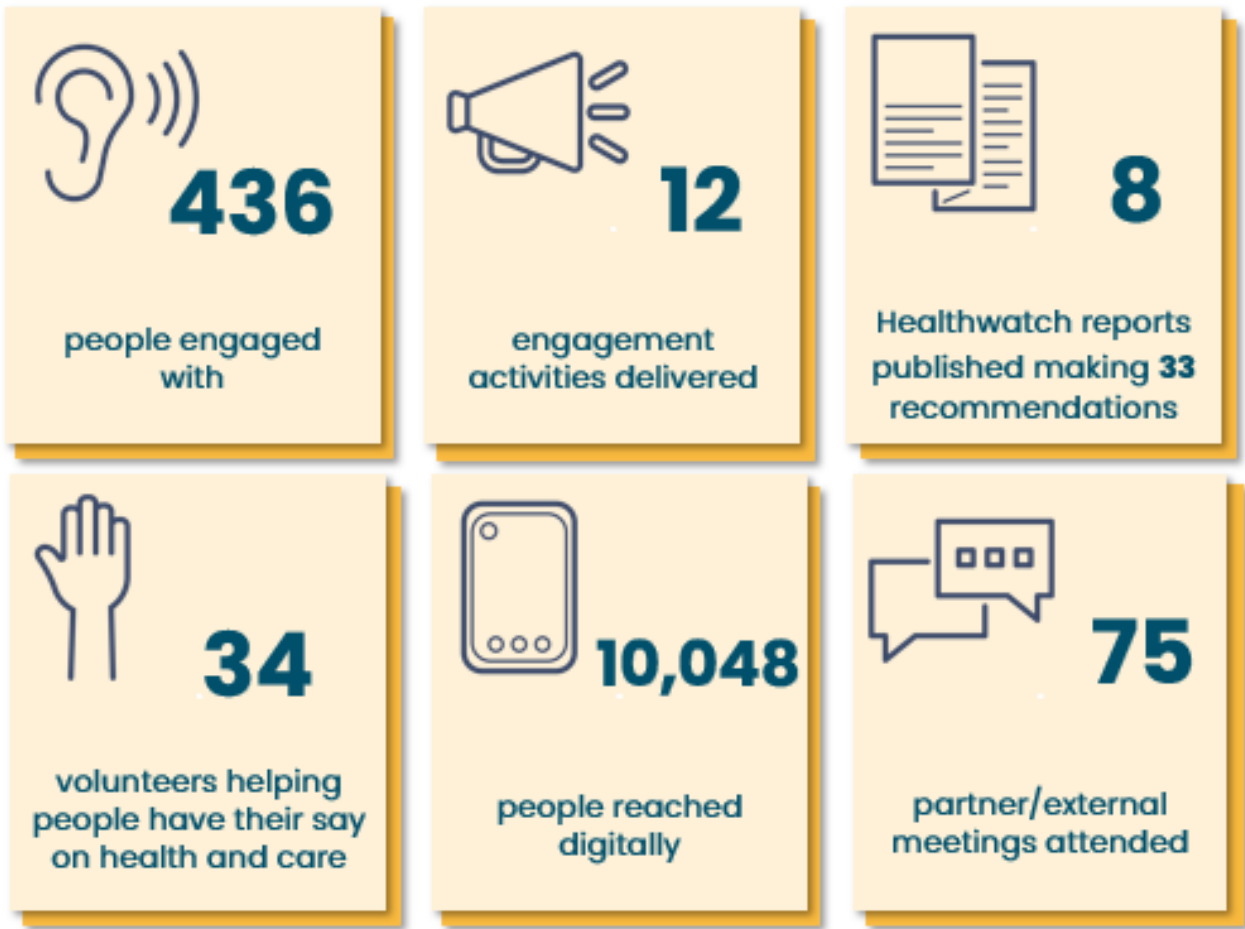 436
people engaged
with
12
engagement
activities delivered
8
Healthwatch reports
published making 33
recommendations
34
volunteers helping
people have their say
on health and care
10,048
people reached
digitally
75
partner/external
meetings attended